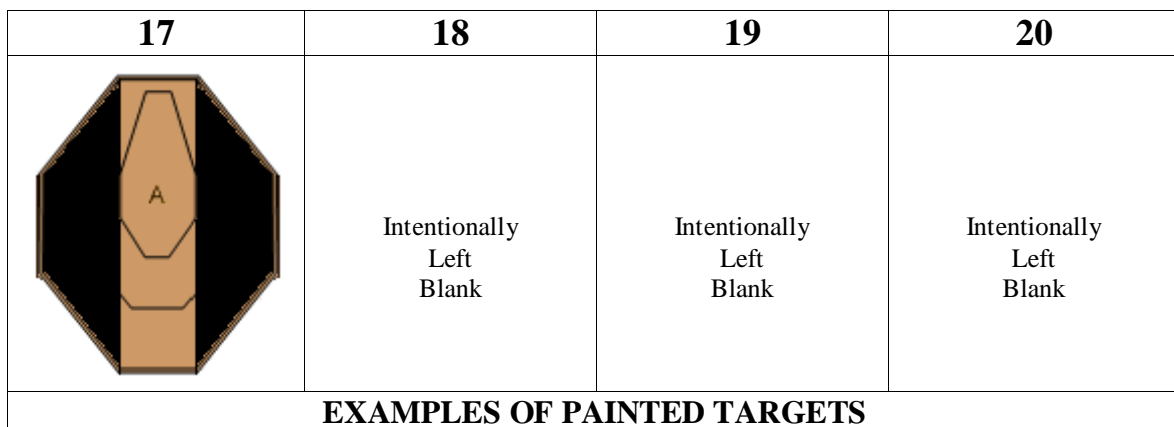 17 18 19 20
A
Intentionally Intentionally Intentionally
Left Left Left
Blank Blank Blank
EXAMPLES OF PAINTED TARGETS